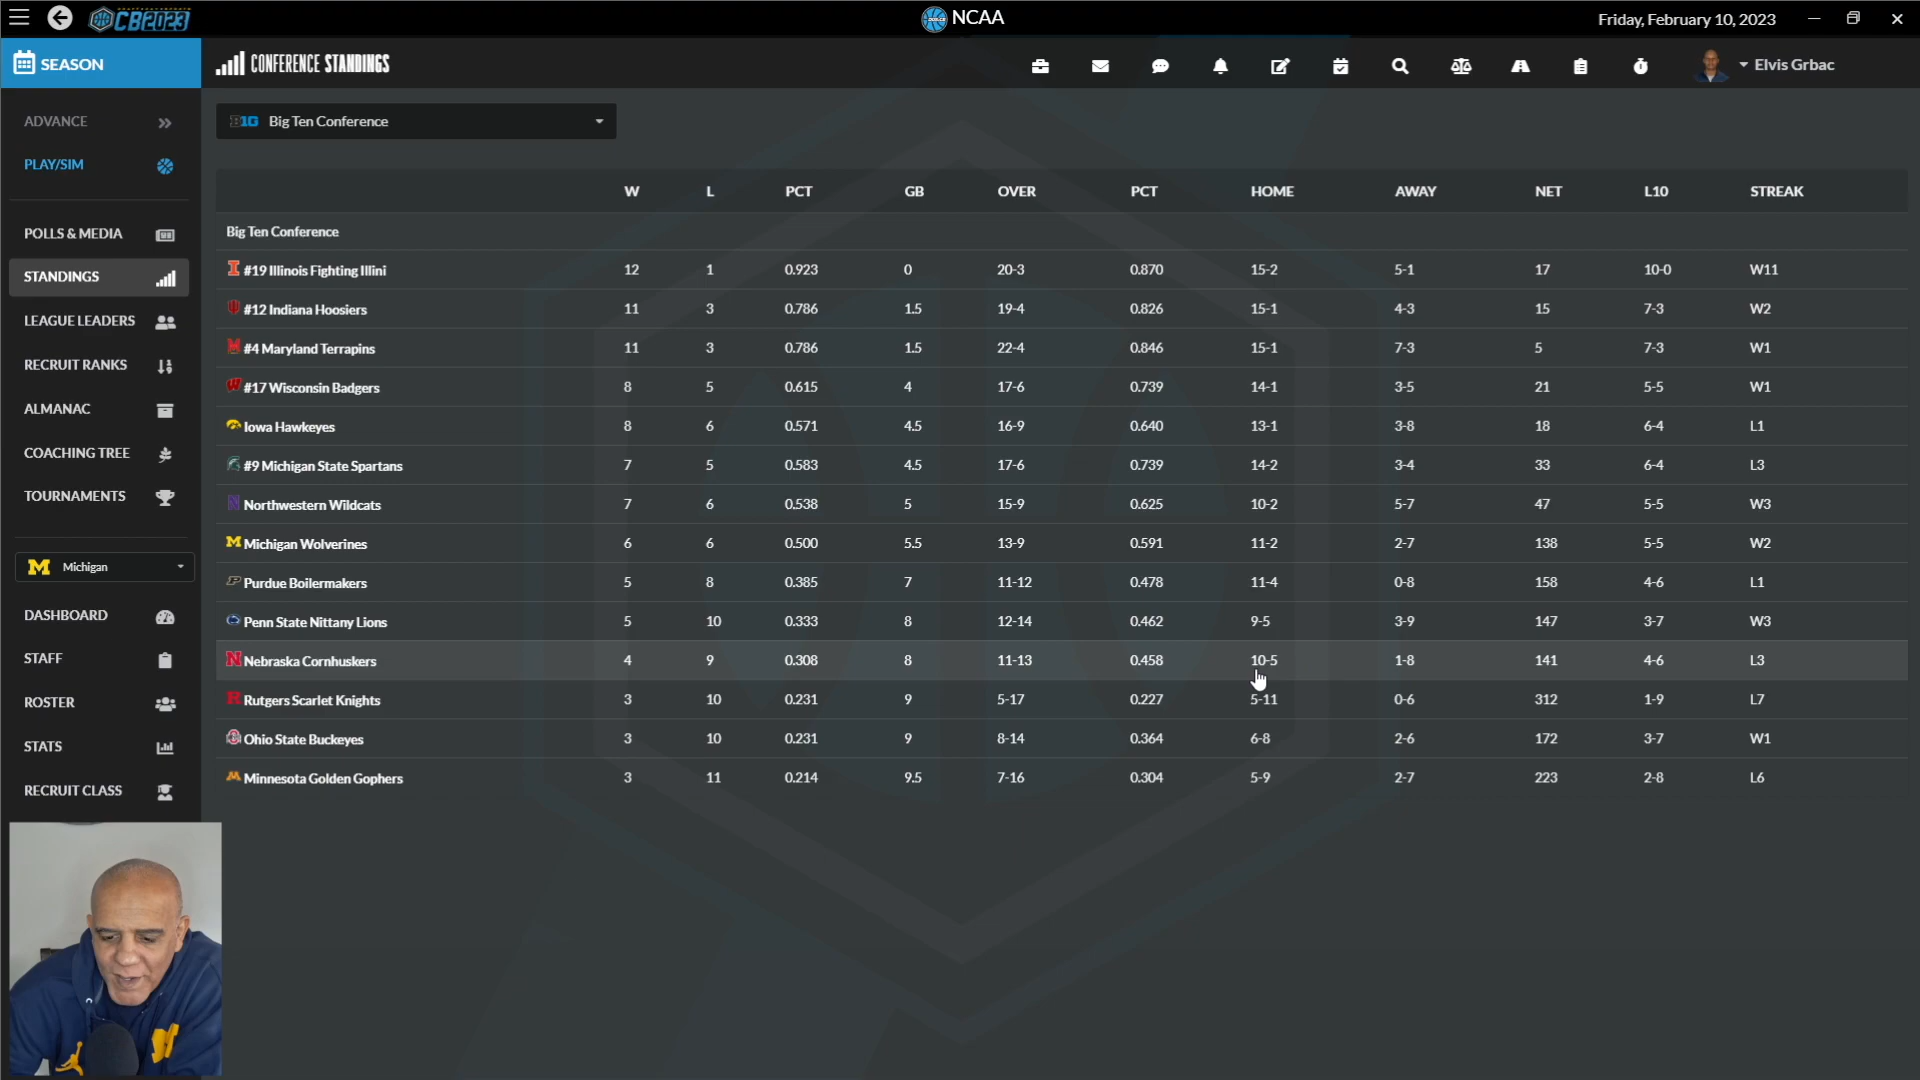 CB2023
NCAA
Friday, February 10, 2023
SEASON
CONFERENCE STANDINGS
Elvis Grbac
ADVANCE
B1G Big Ten Conference
PLAY/SIM
W L PCT GB OVER PCT HOME AWAY NET L10 STREAK
POLLS & MEDIA
Big Ten Conference
STANDINGS
#19 Illinois Fighting Illini 12 1 0.923 0 20-3 0.870 15-2 5-1 17 10-0 W11
#12 Indiana Hoosiers 11 3 0.786 1.5 19-4 0.826 15-1 4-3 15 7-3 W2
LEAGUE LEADERS
#4 Maryland Terrapins 11 3 0.786 1.5 22-4 0.846 15-1 7-3 5 7-3 W1
RECRUIT RANKS
#17 Wisconsin Badgers 8 5 0.615 4 17-6 0.739 14-1 3-5 21 5-5 W1
ALMANAC
Iowa Hawkeyes 8 6 0.571 4.5 16-9 0.640 13-1 3-8 18 6-4 L1
COACHING TREE
#9 Michigan State Spartans 7 5 0.583 4.5 17-6 0.739 14-2 3-4 33 6-4 L3
TOURNAMENTS
Northwestern Wildcats 7 6 0.538 5 15-9 0.625 10-2 5-7 47 5-5 W3
Michigan Wolverines 6 6 0.500 5.5 13-9 0.591 11-2 2-7 138 5-5 W2
Michigan
Purdue Boilermakers 5 8 0.385 7 11-12 0.478 11-4 0-8 158 4-6 L1
DASHBOARD
Penn State Nittany Lions 5 10 0.333 8 12-14 0.462 9-5 3-9 147 3-7 W3
STAFF
Nebraska Cornhuskers 4 9 0.308 8 11-13 0.458 10-5 1-8 141 4-6 L3
ROSTER
Rutgers Scarlet Knights 3 10 0.231 9 5-17 0.227 5-11 0-6 312 1-9 L7
STATS
Ohio State Buckeyes 3 10 0.231 9 8-14 0.364 6-8 2-6 172 3-7 W1
RECRUIT CLASS
Minnesota Golden Gophers 3 11 0.214 9.5 7-16 0.304 5-9 2-7 223 2-8 L6